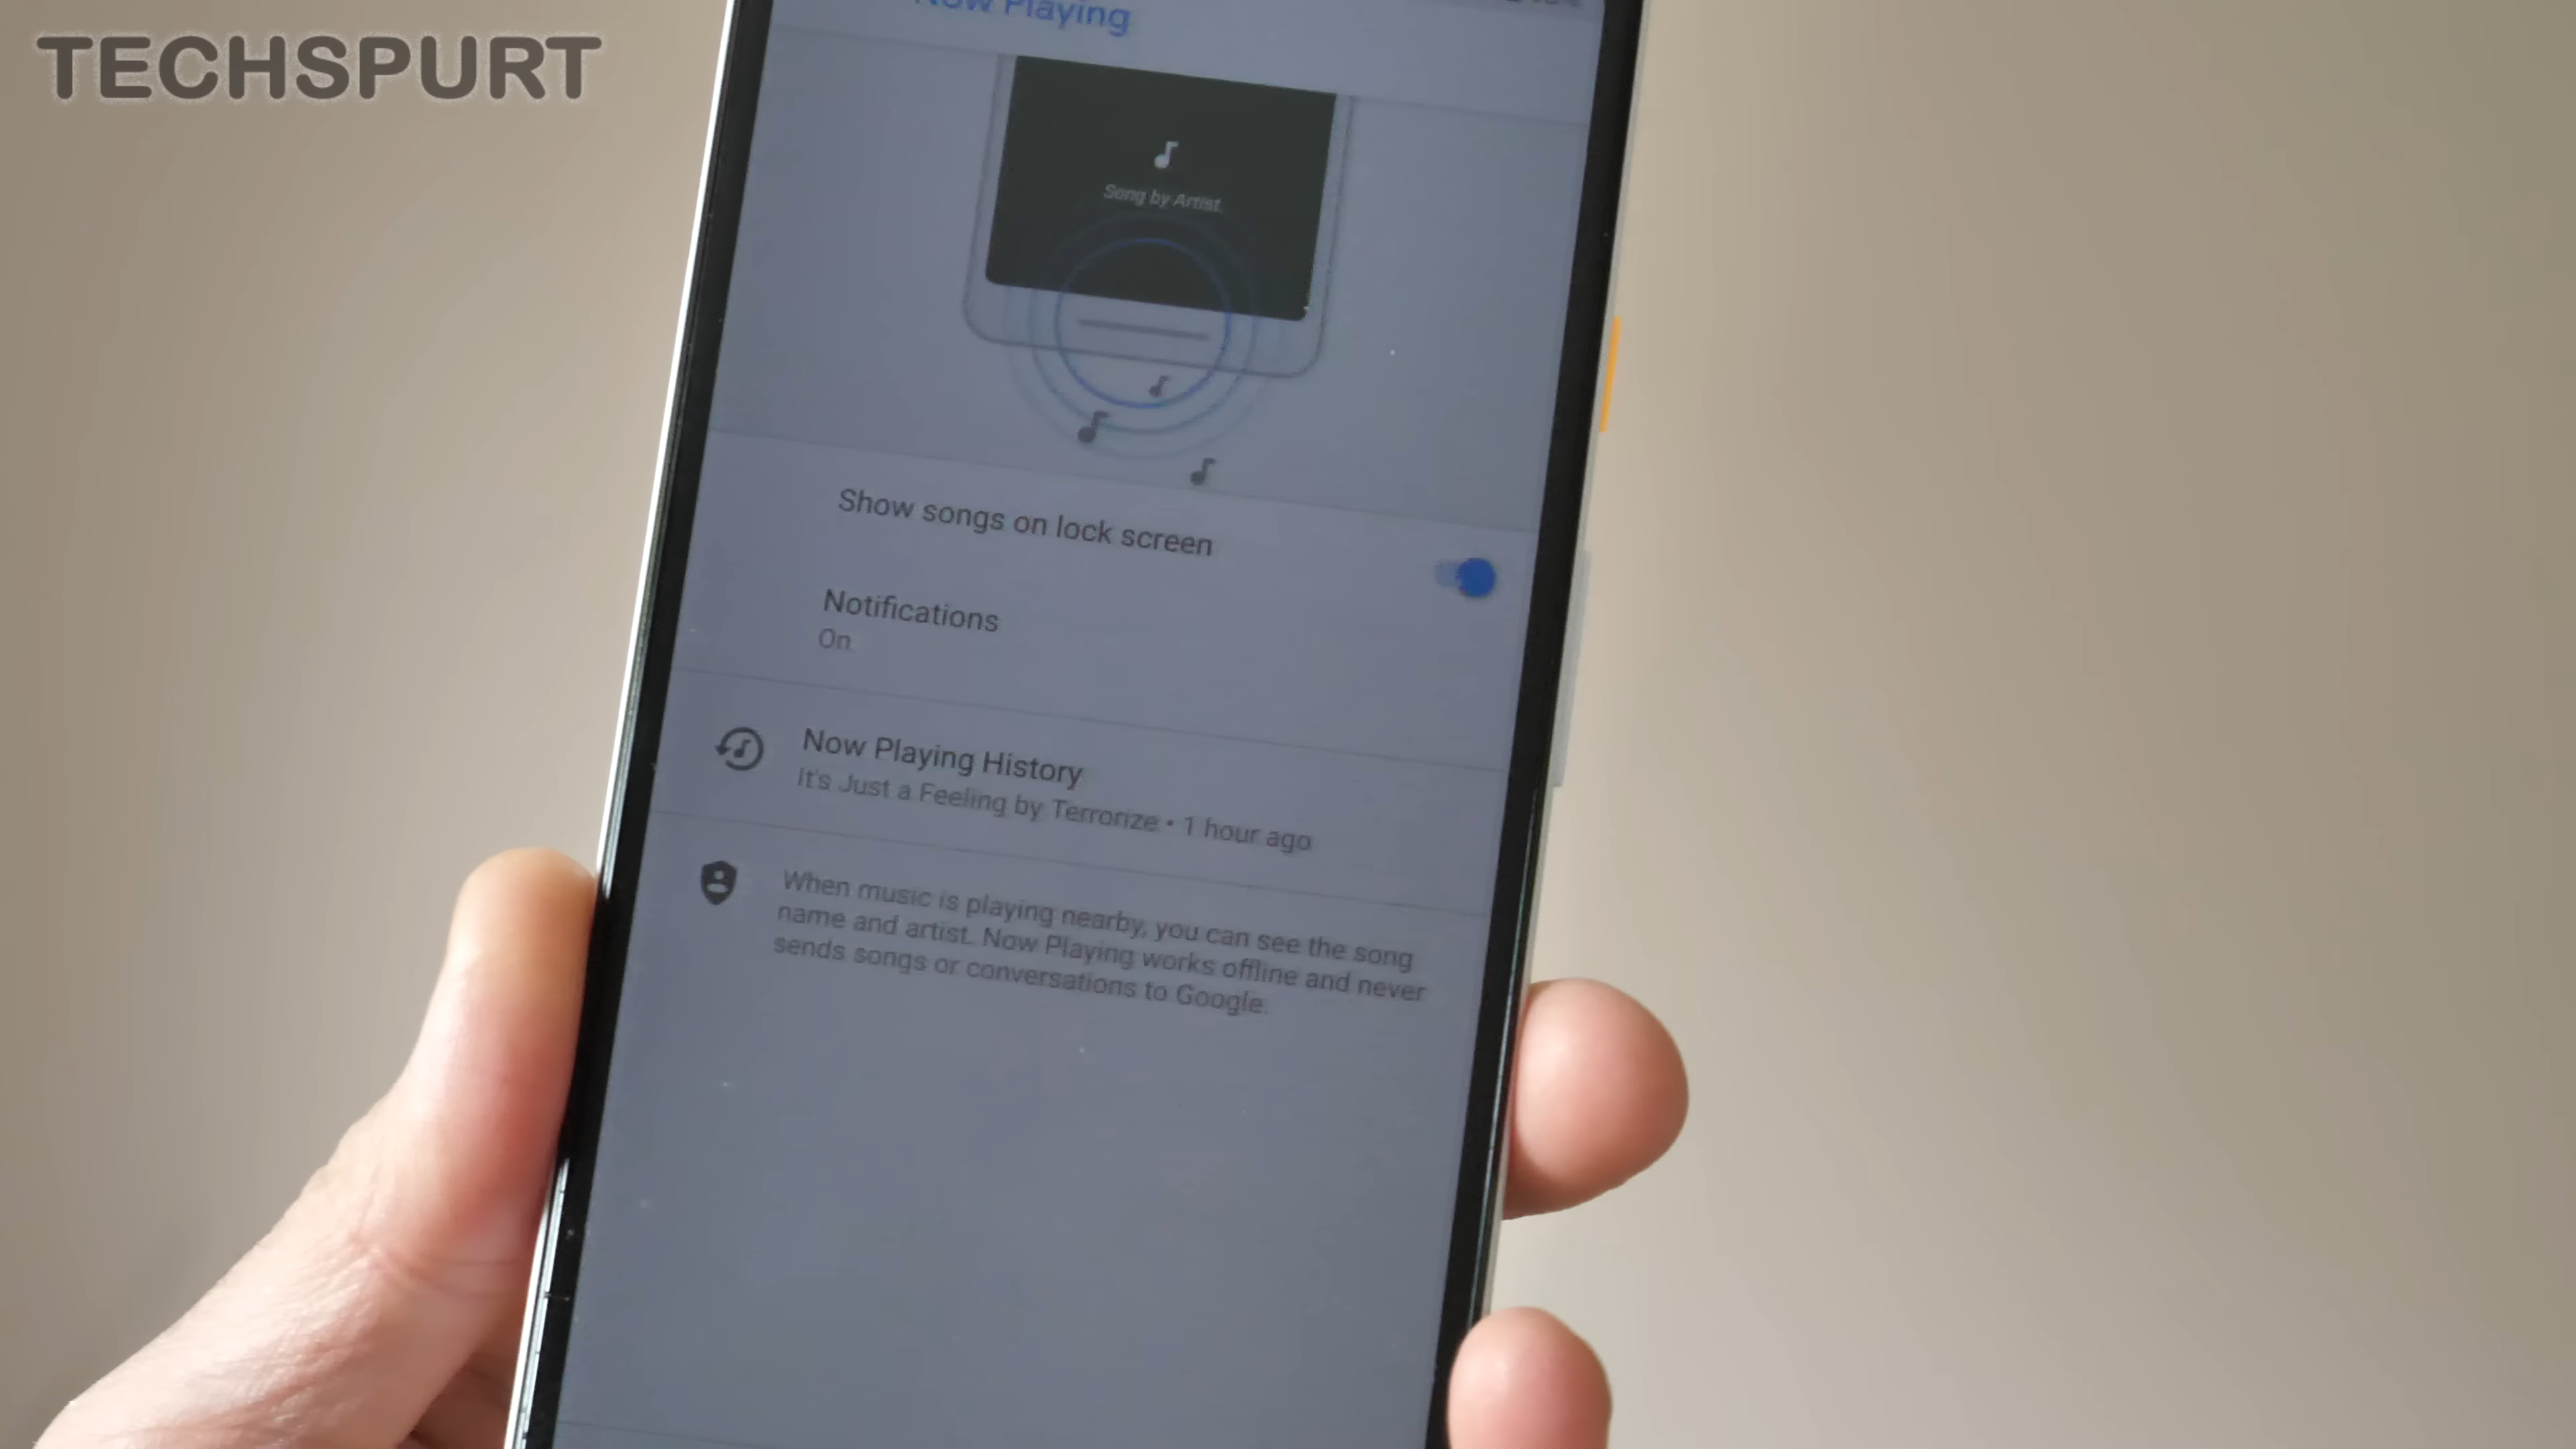 TECHSPURT
Now Playing
Song by Artist.
Show songs on lock screen
Notifications
On
Now Playing History
It's Just a Feeling by Terrorize • 1 hour ago
When music is playing nearby, you can see the song
name and artist. Now Playing works offline and never
sends songs or conversations to Google.